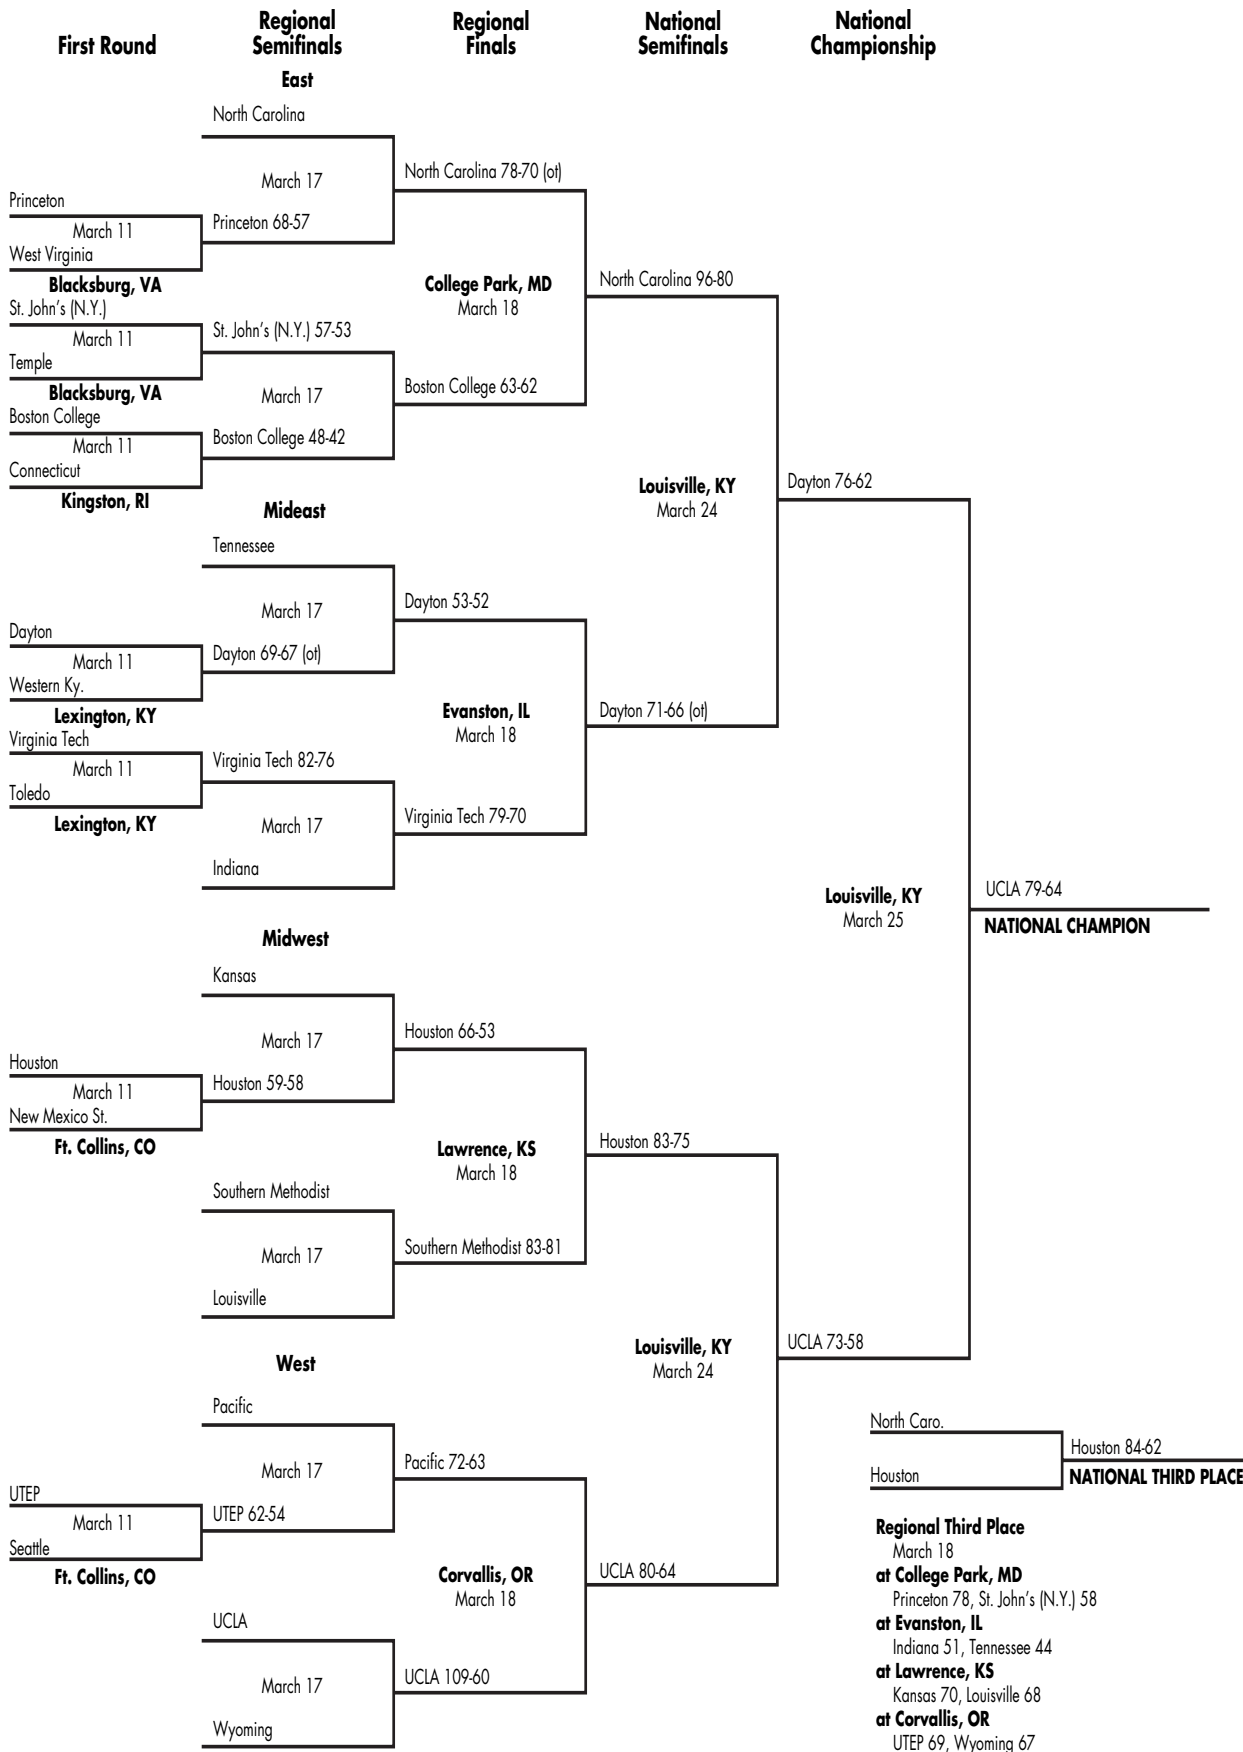 First Round
Regional
Semifinals
Regional
Finals
National
Semifinals
National
Championship
East
North Carolina
March 17
North Carolina 78-70 (ot)
Princeton
March 11
Princeton 68-57
West Virginia
Blacksburg, VA
College Park, MD
March 18
North Carolina 96-80
St. John's (N.Y.)
March 11
St. John's (N.Y.) 57-53
Temple
Blacksburg, VA
March 17
Boston College 63-62
Boston College
March 11
Boston College 48-42
Connecticut
Kingston, RI
Louisville, KY
March 24
Dayton 76-62
Mideast
Tennessee
March 17
Dayton 53-52
Dayton
March 11
Dayton 69-67 (ot)
Western Ky.
Lexington, KY
Evanston, IL
March 18
Dayton 71-66 (ot)
Virginia Tech
March 11
Virginia Tech 82-76
Toledo
Lexington, KY
March 17
Virginia Tech 79-70
Indiana
Louisville, KY
March 25
UCLA 79-64
NATIONAL CHAMPION
Midwest
Kansas
March 17
Houston 66-53
Houston
March 11
Houston 59-58
New Mexico St.
Ft. Collins, CO
Lawrence, KS
March 18
Houston 83-75
Southern Methodist
March 17
Southern Methodist 83-81
Louisville
Louisville, KY
March 24
UCLA 73-58
West
Pacific
March 17
Pacific 72-63
UTEP
March 11
UTEP 62-54
Seattle
Ft. Collins, CO
Corvallis, OR
March 18
UCLA 80-64
UCLA
March 17
UCLA 109-60
Wyoming
North Caro.
Houston 84-62
Houston
NATIONAL THIRD PLACE
Regional Third Place
March 18
at College Park, MD
Princeton 78, St. John's (N.Y.) 58
at Evanston, IL
Indiana 51, Tennessee 44
at Lawrence, KS
Kansas 70, Louisville 68
at Corvallis, OR
UTEP 69, Wyoming 67